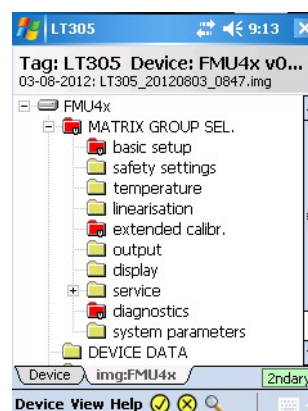 LT305 9:13
Tag: LT305 Device: FMU4x v0...
03-08-2012: LT305_20120803_0847.img
FMU4x
MATRIX GROUP SEL.
basic setup
safety settings
temperature
linearisation
extended calibr.
output
display
service
diagnostics
system parameters
DEVICE DATA
Device img:FMU4x
2ndary
Device View Help